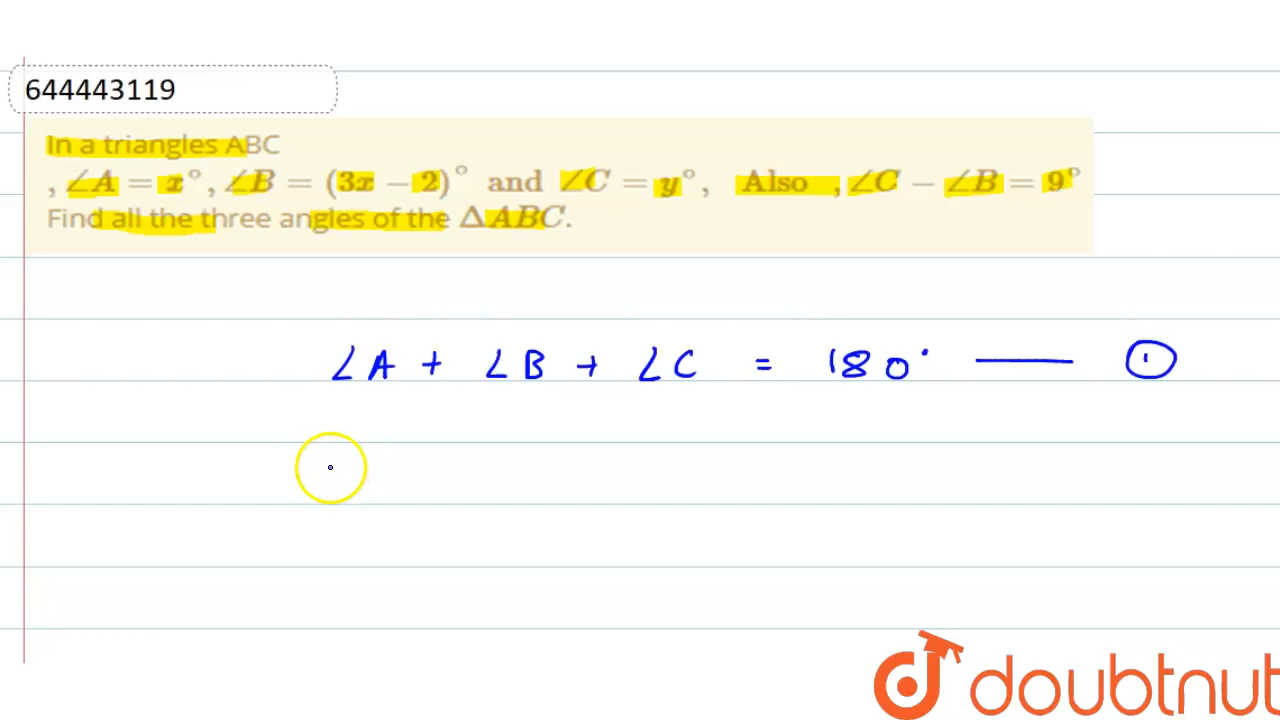 644443119
In a triangles ABC
, ∠A = x°, ∠B = (3x − 2)° and ∠C = y°, Also , ∠C − ∠B = 9°
Find all the three angles of the ΔABC.
∠A + ∠B + ∠C = 180° — ①
doubtnut